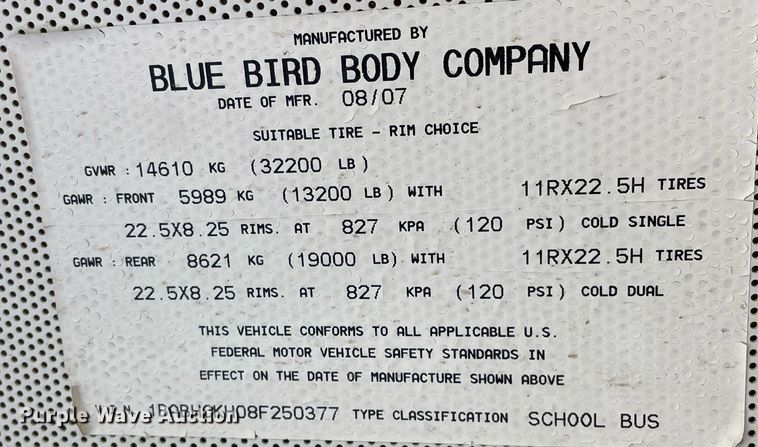 MANUFACTURED BY
BLUE BIRD BODY COMPANY
DATE OF MFR. 08/07
SUITABLE TIRE - RIM CHOICE
GVWR : 14610 KG (32200 LB)
GAWR : FRONT 5989 KG (13200 LB) WITH 11RX22.5H TIRES
22.5X8.25 RIMS. AT 827 KPA (120 PSI) COLD SINGLE
GAWR : REAR 8621 KG (19000 LB) WITH 11RX22.5H TIRES
22.5X8.25 RIMS. AT 827 KPA (120 PSI) COLD DUAL
THIS VEHICLE CONFORMS TO ALL APPLICABLE U.S.
FEDERAL MOTOR VEHICLE SAFETY STANDARDS IN
EFFECT ON THE DATE OF MANUFACTURE SHOWN ABOVE
TYPE CLASSIFICATION SCHOOL BUS
Purple Wave Auction